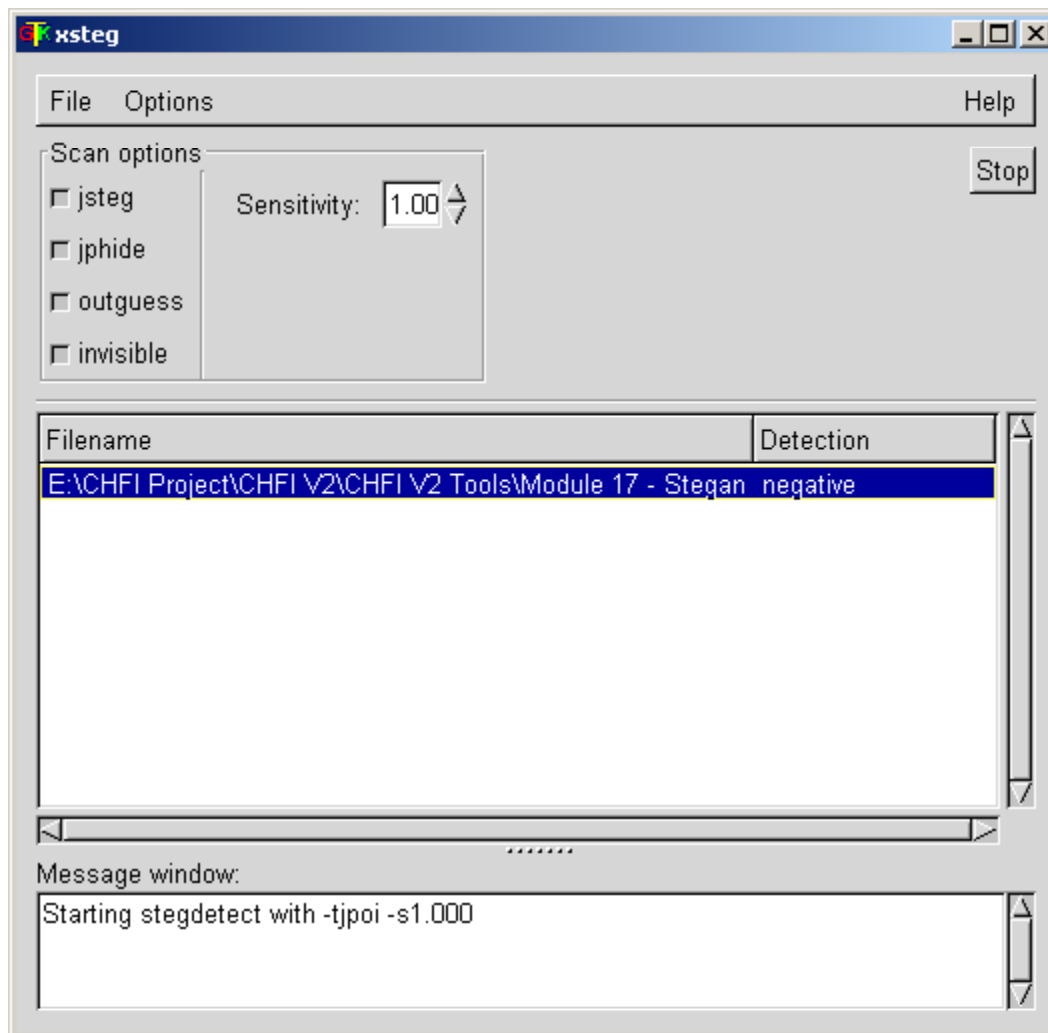 xsteg
File Options Help
Scan options
Stop
jsteg
Sensitivity: 1.00
jphide
outguess
invisible
Filename Detection
E:\CHFI Project\CHFI V2\CHFI V2 Tools\Module 17 - Stegan negative
Message window:
Starting stegdetect with -tjpoi -s1.000